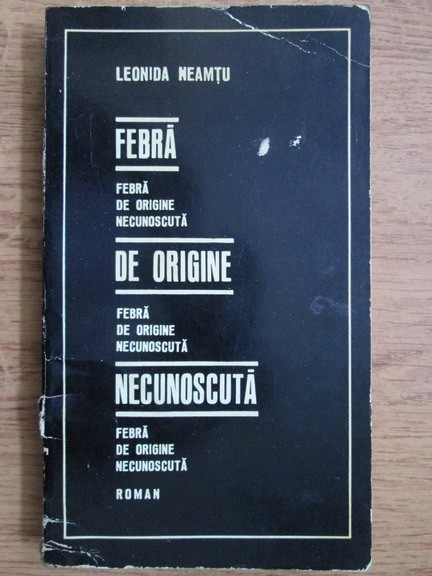 LEONIDA NEAMȚU
FEBRĂ
FEBRĂ
DE ORIGINE
NECUNOSCUTĂ
DE ORIGINE
FEBRĂ
DE ORIGINE
NECUNOSCUTĂ
NECUNOSCUTĂ
FEBRĂ
DE ORIGINE
NECUNOSCUTĂ
ROMAN